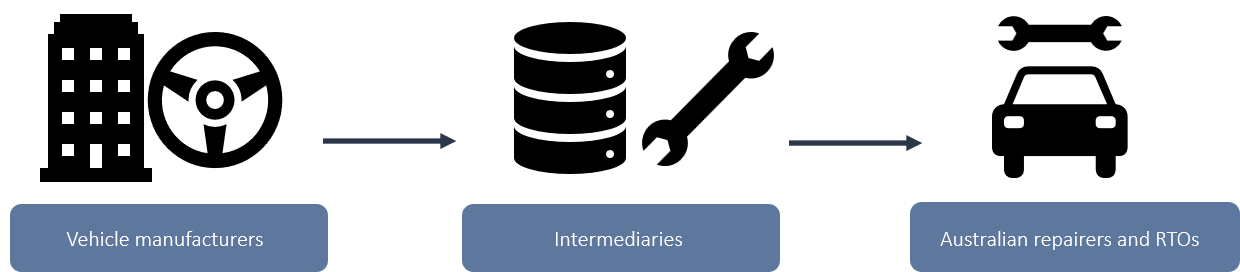 Vehicle manufacturers
Intermediaries
Australian repairers and RTOs